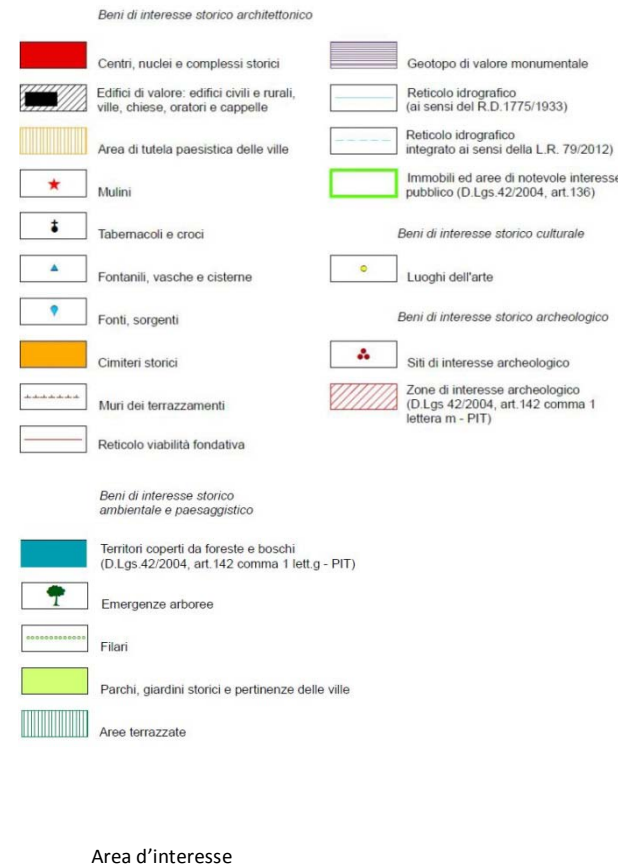 Beni di interesse storico architettonico
Centri, nuclei e complessi storici
Edifici di valore: edifici civili e rurali,
ville, chiese, oratori e cappelle
Area di tutela paesistica delle ville
Mulini
Tabernacoli e croci
Fontanili, vasche e cisterne
Fonti, sorgenti
Cimiteri storici
Muri dei terrazzamenti
Reticolo viabilità fondativa
Beni di interesse storico
ambientale e paesaggistico
Territori coperti da foreste e boschi
(D.Lgs.42/2004, art.142 comma 1 lett.g - PIT)
Emergenze arboree
Filari
Parchi, giardini storici e pertinenze delle ville
Aree terrazzate
Geotopo di valore monumentale
Reticolo idrografico
(ai sensi del R.D.1775/1933)
Reticolo idrografico
integrato ai sensi della L.R. 79/2012)
Immobili ed aree di notevole interesse
pubblico (D.Lgs.42/2004, art.136)
Beni di interesse storico culturale
Luoghi dell'arte
Beni di interesse storico archeologico
Siti di interesse archeologico
Zone di interesse archeologico
(D.Lgs 42/2004, art.142 comma 1
lettera m - PIT)
Area d'interesse